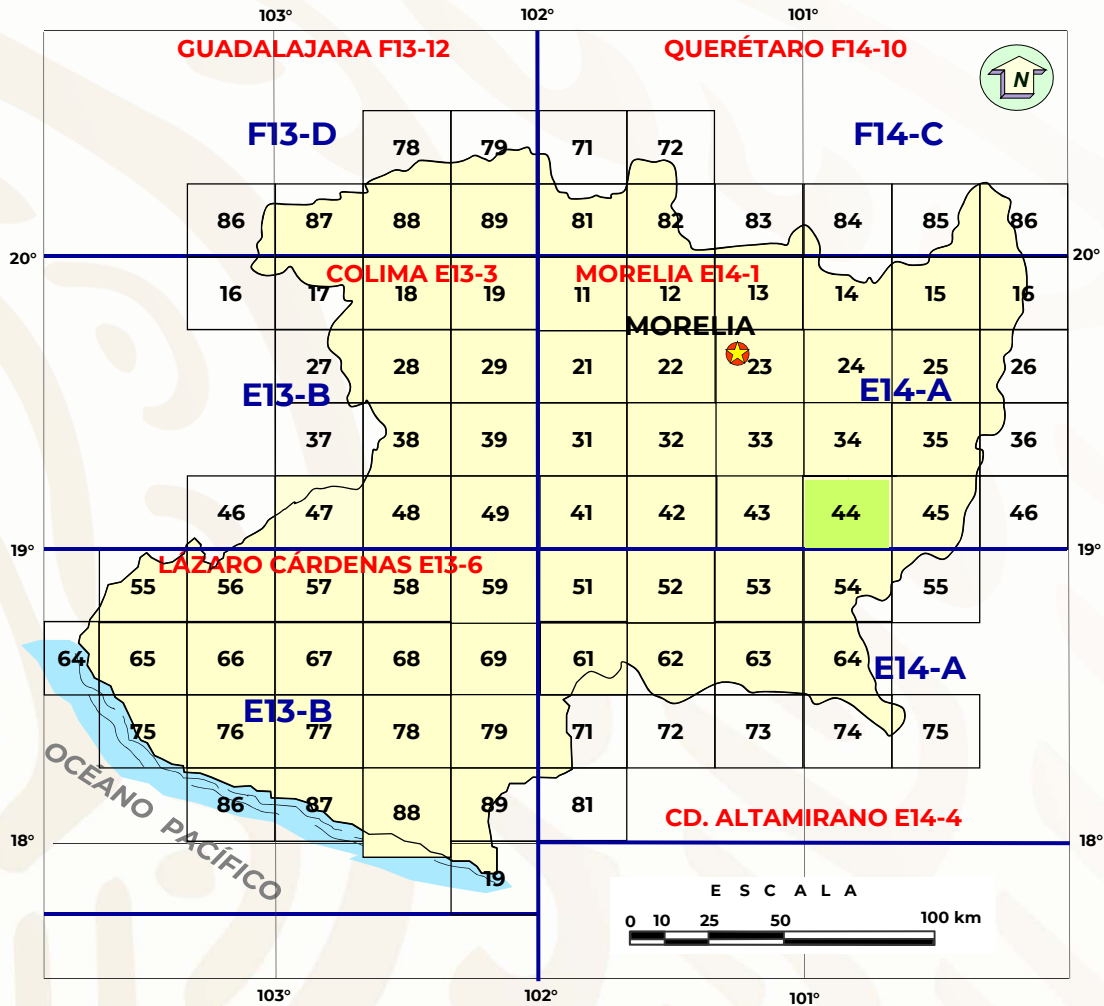 103° 102° 101°
GUADALAJARA F13-12 QUERÉTARO F14-10
N
F13-D F14-C
78 79 71 72
86 87 88 89 81 82 83 84 85 86
20° 20°
COLIMA E13-3 MORELIA E14-1
16 17 18 19 11 12 13 14 15 16
MORELIA
27 28 29 21 22 23 24 25 26
E13-B E14-A
37 38 39 31 32 33 34 35 36
46 47 48 49 41 42 43 44 45 46
19° 19°
LÁZARO CÁRDENAS E13-6
55 56 57 58 59 51 52 53 54 55
64 65 66 67 68 69 61 62 63 64
E14-A
E13-B
75 76 77 78 79 71 72 73 74 75
OCÉANO PACÍFICO
86 87 88 89 81
CD. ALTAMIRANO E14-4
18° 18°
19
E S C A L A
0 10 25 50 100 km
103° 102° 101°